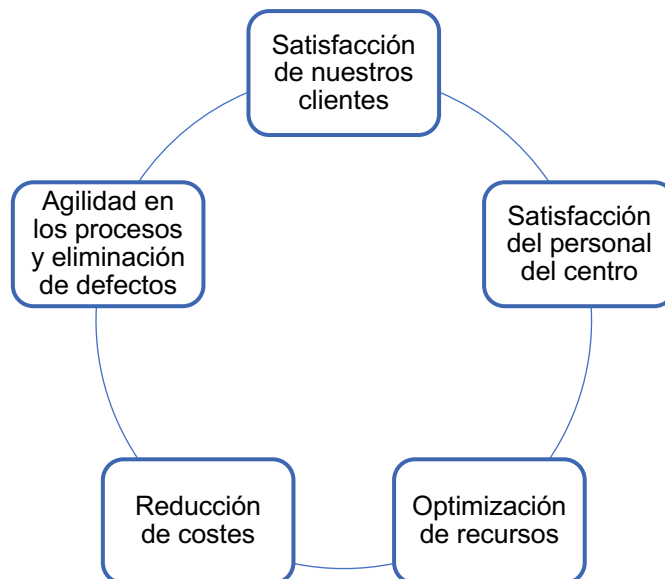 Satisfacción
de nuestros
clientes
Satisfacción
del personal
del centro
Optimización
de recursos
Reducción
de costes
Agilidad en
los procesos
y eliminación
de defectos